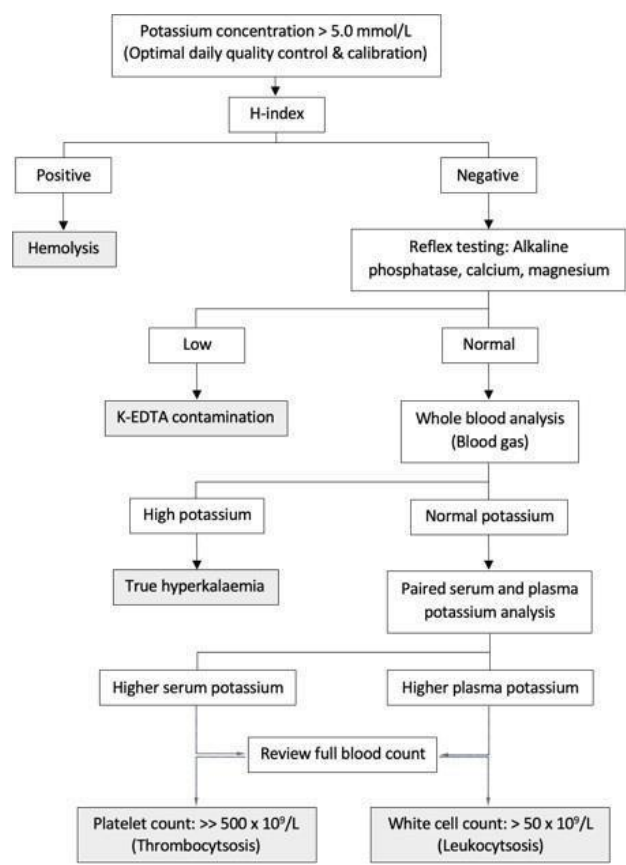 Potassium concentration > 5.0 mmol/L
(Optimal daily quality control & calibration)
H-index
Positive
Negative
Hemolysis
Reflex testing: Alkaline
phosphatase, calcium, magnesium
Low
Normal
K-EDTA contamination
Whole blood analysis
(Blood gas)
High potassium
Normal potassium
True hyperkalaemia
Paired serum and plasma
potassium analysis
Higher serum potassium
Higher plasma potassium
Review full blood count
Platelet count: >> 500 x 10⁹/L
(Thrombocytsosis)
White cell count: > 50 x 10⁹/L
(Leukocytsosis)